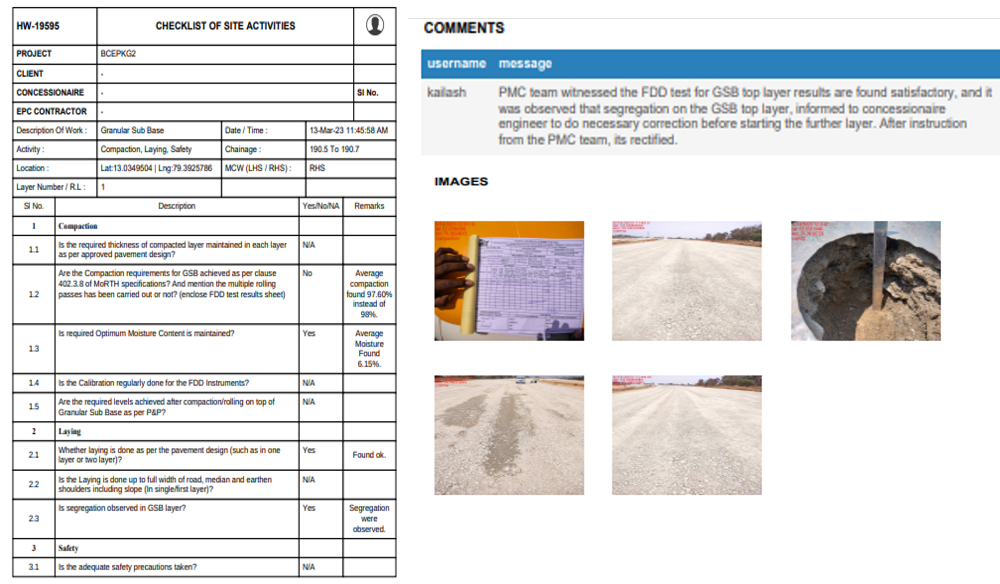 HW-19595
CHECKLIST OF SITE ACTIVITIES
PROJECT
BCEPKG2
CLIENT
-
CONCESSIONAIRE
-
SI No.
EPC CONTRACTOR
-
Description Of Work :
Granular Sub Base
Date / Time :
13-Mar-23 11:45:58 AM
Activity :
Compaction, Laying, Safety
Chainage :
190.5 To 190.7
Location :
Lat:13.0349504 | Lng:79.3925786
MCW (LHS / RHS) :
RHS
Layer Number / R.L :
1
SI No.
Description
Yes/No/NA
Remarks
1
Compaction
1.1
Is the required thickness of compacted layer maintained in each layer
as per approved pavement design?
N/A
1.2
Are the Compaction requirements for GSB achieved as per clause
402.3.8 of MoRTH specifications? And mention the multiple rolling
passes has been carried out or not? (enclose FDD test results sheet)
No
Average
compaction
found 97.60%
instead of
98%.
1.3
Is required Optimum Moisture Content is maintained?
Yes
Average
Moisture
Found
6.15%.
1.4
Is the Calibration regularly done for the FDD Instruments?
N/A
1.5
Are the required levels achieved after compaction/rolling on top of
Granular Sub Base as per P&P?
N/A
2
Laying
2.1
Whether laying is done as per the pavement design (such as in one
layer or two layer)?
Yes
Found ok.
2.2
Is the Laying is done up to full width of road, median and earthen
shoulders including slope (In single/first layer)?
N/A
2.3
Is segregation observed in GSB layer?
Yes
Segregation
were
observed.
3
Safety
3.1
Is the adequate safety precautions taken?
N/A
COMMENTS
username
message
kailash
PMC team witnessed the FDD test for GSB top layer results are found satisfactory, and it
was observed that segregation on the GSB top layer, informed to concessionaire
engineer to do necessary correction before starting the further layer. After instruction
from the PMC team, its rectified.
IMAGES